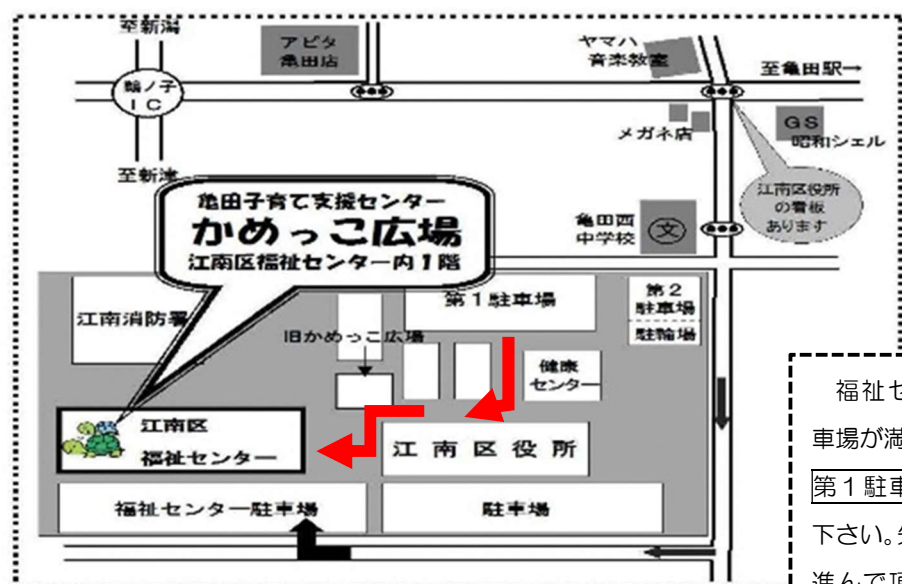 至新潟
アピタ
亀田店
ヤマハ
音楽教室
至亀田駅→
鵜ノ子
IC
メガネ店
GS
昭和シェル
至新津
江南区役所
の看板
あります
亀田子育て支援センター
かめっこ広場
江南区福祉センター内1階
亀田西
中学校
文
江南消防署
第1駐車場
第2
駐車場
駐輪場
旧かめっこ広場
健康
センター
江南区
福祉センター
江南区役所
福祉センター駐車場
駐車場
福祉セ
車場が満
第1駐車
下さい。
進んで頂